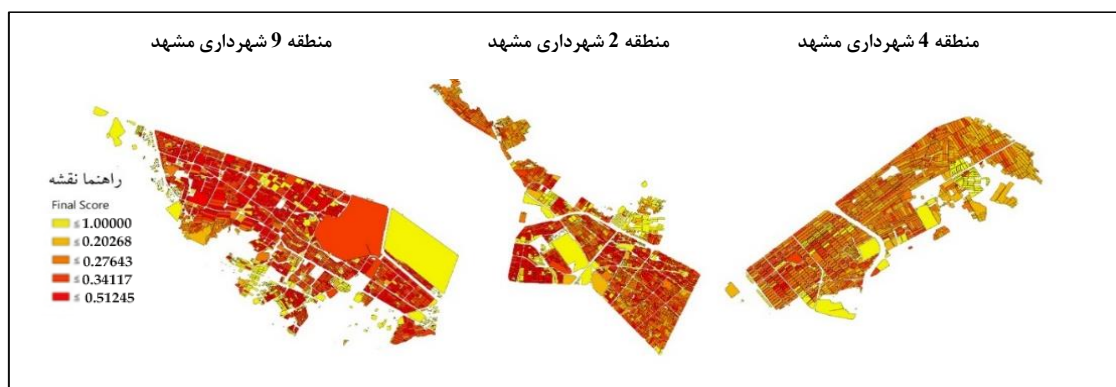 منطقه 4 شهرداری مشهد
منطقه 2 شهرداری مشهد
منطقه 9 شهرداری مشهد
راهنما نقشه
Final Score
≤ 1.00000
≤ 0.20268
≤ 0.27643
≤ 0.34117
≤ 0.51245